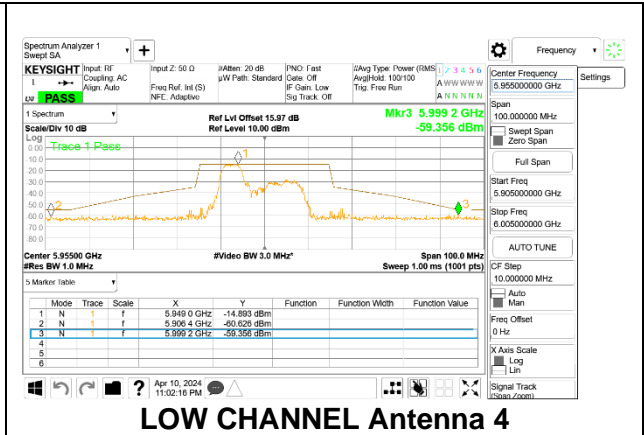 Spectrum Analyzer 1
Swept SA
Frequency
KEYSIGHT Input: RF Input Z: 50 Ω #Atten: 20 dB PNO: Fast #Avg Type: Power (RMS 1 2 3 4 5 6
Coupling: AC µW Path: Standard Gate: Off Avg|Hold: 100/100 A W W W W W
Align: Auto Freq Ref: Int (S) IF Gain: Low Trig: Free Run
PASS NFE: Adaptive Sig Track: Off A N N N N N
Center Frequency
5.955000000 GHz
Settings
Span
100.000000 MHz
Swept Span
Zero Span
Full Span
Start Freq
5.905000000 GHz
Stop Freq
6.005000000 GHz
AUTO TUNE
CF Step
10.000000 MHz
Auto
Man
Freq Offset
0 Hz
X Axis Scale
Log
Lin
Signal Track
(Span Zoom)
1 Spectrum Ref Lvl Offset 15.97 dB Mkr3 5.999 2 GHz
Scale/Div 10 dB Ref Level 10.00 dBm -59.356 dBm
Log
Trace 1 Pass
0.00
10.0
20.0
30.0
40.0
50.0
60.0
70.0
80.0
1
2
3
Center 5.95500 GHz #Video BW 3.0 MHz* Span 100.0 MHz
#Res BW 1.0 MHz Sweep 1.00 ms (1001 pts)
5 Marker Table
Mode Trace Scale X Y Function Function Width Function Value
1 N 1 f 5.949 0 GHz -14.893 dBm
2 N 1 f 5.906 4 GHz -60.626 dBm
3 N 1 f 5.999 2 GHz -59.356 dBm
4
5
6
? Apr 10, 2024
11:02:16 PM
LOW CHANNEL Antenna 4